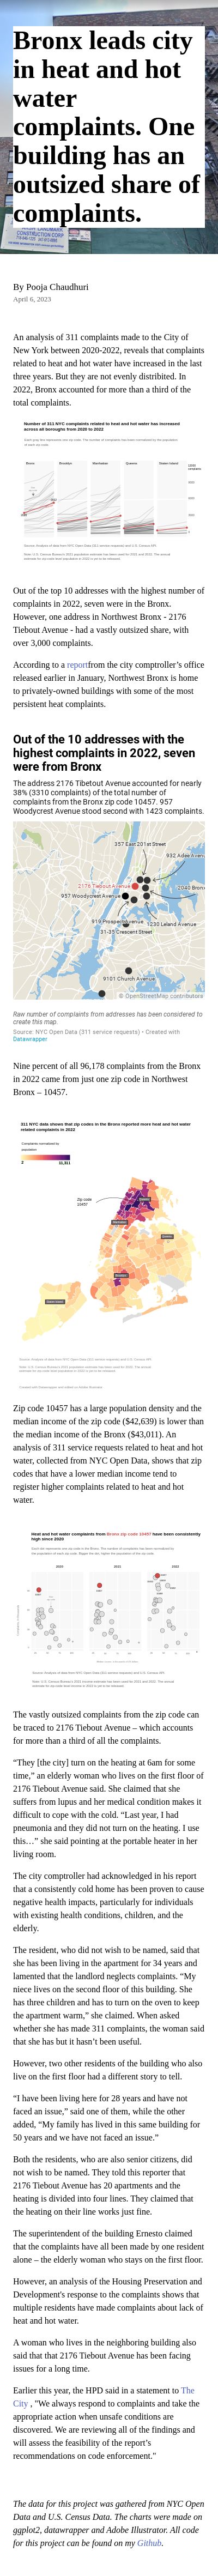 Bronx leads city
in heat and hot
water
complaints. One
building has an
outsized share of
complaints.
By Pooja Chaudhuri
April 6, 2023
An analysis of 311 complaints made to the City of
New York between 2020-2022, reveals that complaints
related to heat and hot water have increased in the last
three years. But they are not evenly distributed. In
2022, Bronx accounted for more than a third of the
total complaints.
Number of 311 NYC complaints related to heat and hot water has increased
across all boroughs from 2020 to 2022
Bronx Brooklyn Manhattan Queens Staten Island
Out of the top 10 addresses with the highest number of
complaints in 2022, seven were in the Bronx.
However, one address in Northwest Bronx - 2176
Tiebout Avenue - had a vastly outsized share, with
over 3,000 complaints.
According to a reportfrom the city comptroller’s office
released earlier in January, Northwest Bronx is home
to privately-owned buildings with some of the most
persistent heat complaints.
Out of the 10 addresses with the
highest complaints in 2022, seven
were from Bronx
The address 2176 Tibetout Avenue accounted for nearly
38% (3310 complaints) of the total number of
complaints from the Bronx zip code 10457. 957
Woodycrest Avenue stood second with 1423 complaints.
357 East 201st Street
932 Adee Avenu
2176 Tiebout Avenue
2040 Bronx
957 Woodycrest Avenue
919 Prospect Avenue
1230 Leland Avenue
31-35 Crescent Street
9101 Church Avenue
© OpenStreetMap contributors
Raw number of complaints from addresses has been considered to
create this map.
Source: NYC Open Data (311 service requests) • Created with
Datawrapper
Nine percent of all 96,178 complaints from the Bronx
in 2022 came from just one zip code in Northwest
Bronx – 10457.
311 NYC data shows that zip codes in the Bronx reported more heat and hot water
related complaints in 2022
Complaints normalised by
population
2 11,311
Zip code
10457
Zip code 10457 has a large population density and the
median income of the zip code ($42,639) is lower than
the median income of the Bronx ($43,011). An
analysis of 311 service requests related to heat and hot
water, collected from NYC Open Data, shows that zip
codes that have a lower median income tend to
register higher complaints related to heat and hot
water.
Heat and hot water complaints from Bronx zip code 10457 have been consistently
high since 2020
2020 2021 2022
The vastly outsized complaints from the zip code can
be traced to 2176 Tiebout Avenue – which accounts
for more than a third of all the complaints.
“They [the city] turn on the heating at 6am for some
time,” an elderly woman who lives on the first floor of
2176 Tiebout Avenue said. She claimed that she
suffers from lupus and her medical condition makes it
difficult to cope with the cold. “Last year, I had
pneumonia and they did not turn on the heating. I use
this…” she said pointing at the portable heater in her
living room.
The city comptroller had acknowledged in his report
that a consistently cold home has been proven to cause
negative health impacts, particularly for individuals
with existing health conditions, children, and the
elderly.
The resident, who did not wish to be named, said that
she has been living in the apartment for 34 years and
lamented that the landlord neglects complaints. “My
niece lives on the second floor of this building. She
has three children and has to turn on the oven to keep
the apartment warm,” she claimed. When asked
whether she has made 311 complaints, the woman said
that she has but it hasn’t been useful.
However, two other residents of the building who also
live on the first floor had a different story to tell.
“I have been living here for 28 years and have not
faced an issue,” said one of them, while the other
added, “My family has lived in this same building for
50 years and we have not faced an issue.”
Both the residents, who are also senior citizens, did
not wish to be named. They told this reporter that
2176 Tiebout Avenue has 20 apartments and the
heating is divided into four lines. They claimed that
the heating on their line works just fine.
The superintendent of the building Ernesto claimed
that the complaints have all been made by one resident
alone – the elderly woman who stays on the first floor.
However, an analysis of the Housing Preservation and
Development's response to the complaints shows that
multiple residents have made complaints about lack of
heat and hot water.
A woman who lives in the neighboring building also
said that that 2176 Tiebout Avenue has been facing
issues for a long time.
Earlier this year, the HPD said in a statement to The
City , "We always respond to complaints and take the
appropriate action when unsafe conditions are
discovered. We are reviewing all of the findings and
will assess the feasibility of the report’s
recommendations on code enforcement."
The data for this project was gathered from NYC Open
Data and U.S. Census Data. The charts were made on
ggplot2, datawrapper and Adobe Illustrator. All code
for this project can be found on my Github.